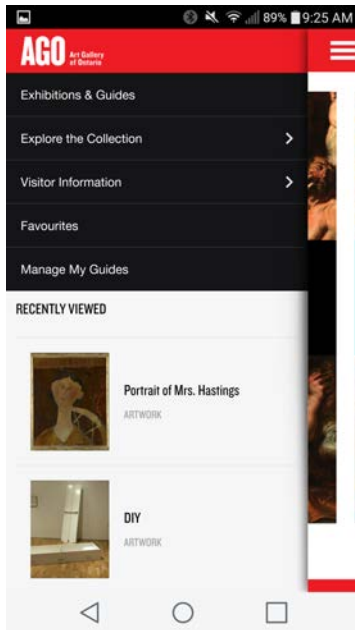 89% 9:25 AM
AGO Art Gallery
of Ontario
Exhibitions & Guides
Explore the Collection
Visitor Information
Favourites
Manage My Guides
RECENTLY VIEWED
Portrait of Mrs. Hastings
ARTWORK
DIY
ARTWORK